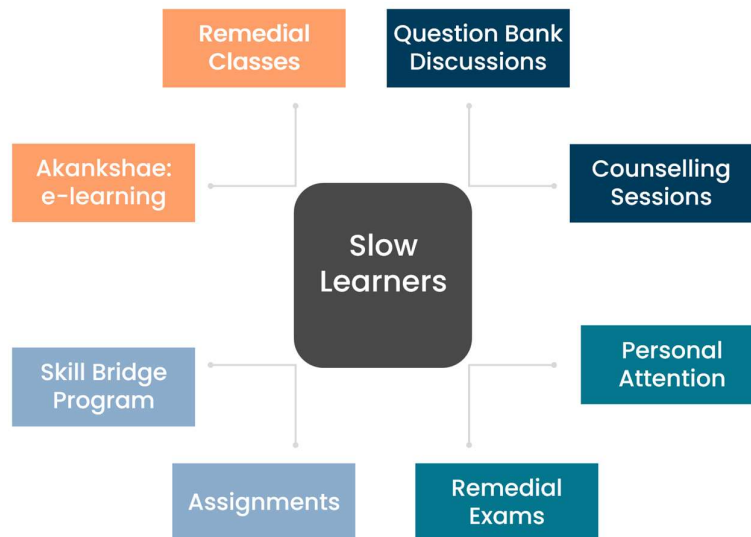 Remedial
Classes
Question Bank
Discussions
Akankshae:
e-learning
Counselling
Sessions
Slow
Learners
Skill Bridge
Program
Personal
Attention
Assignments
Remedial
Exams